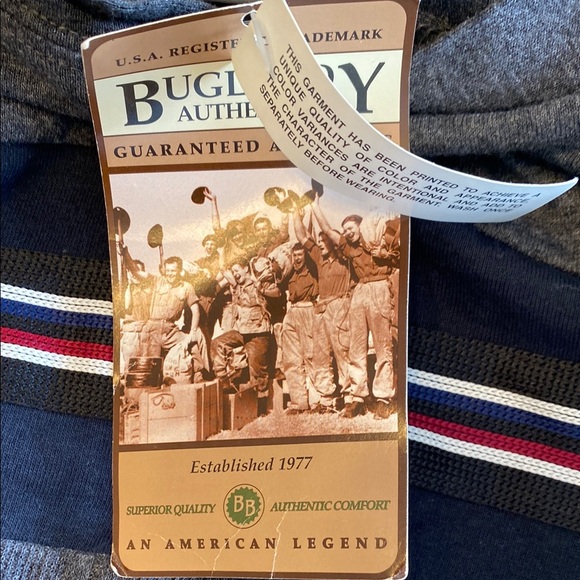 U.S.A. REGISTE
TRADEMARK
BUGL
OY
AUTHE
GUARANTEED A
THIS GARMENT HAS BEEN PRINTED TO ACHIEVE A
UNIQUE QUALITY OF COLOR AND APPEARANCE.
COLOR VARIANCES ARE INTENTIONAL AND ADD TO
THE CHARACTER OF THE GARMENT. WASH ONCE
SEPARATELY BEFORE WEARING.
Established 1977
SUPERIOR QUALITY BB AUTHENTIC COMFORT
AN AMERICAN LEGEND